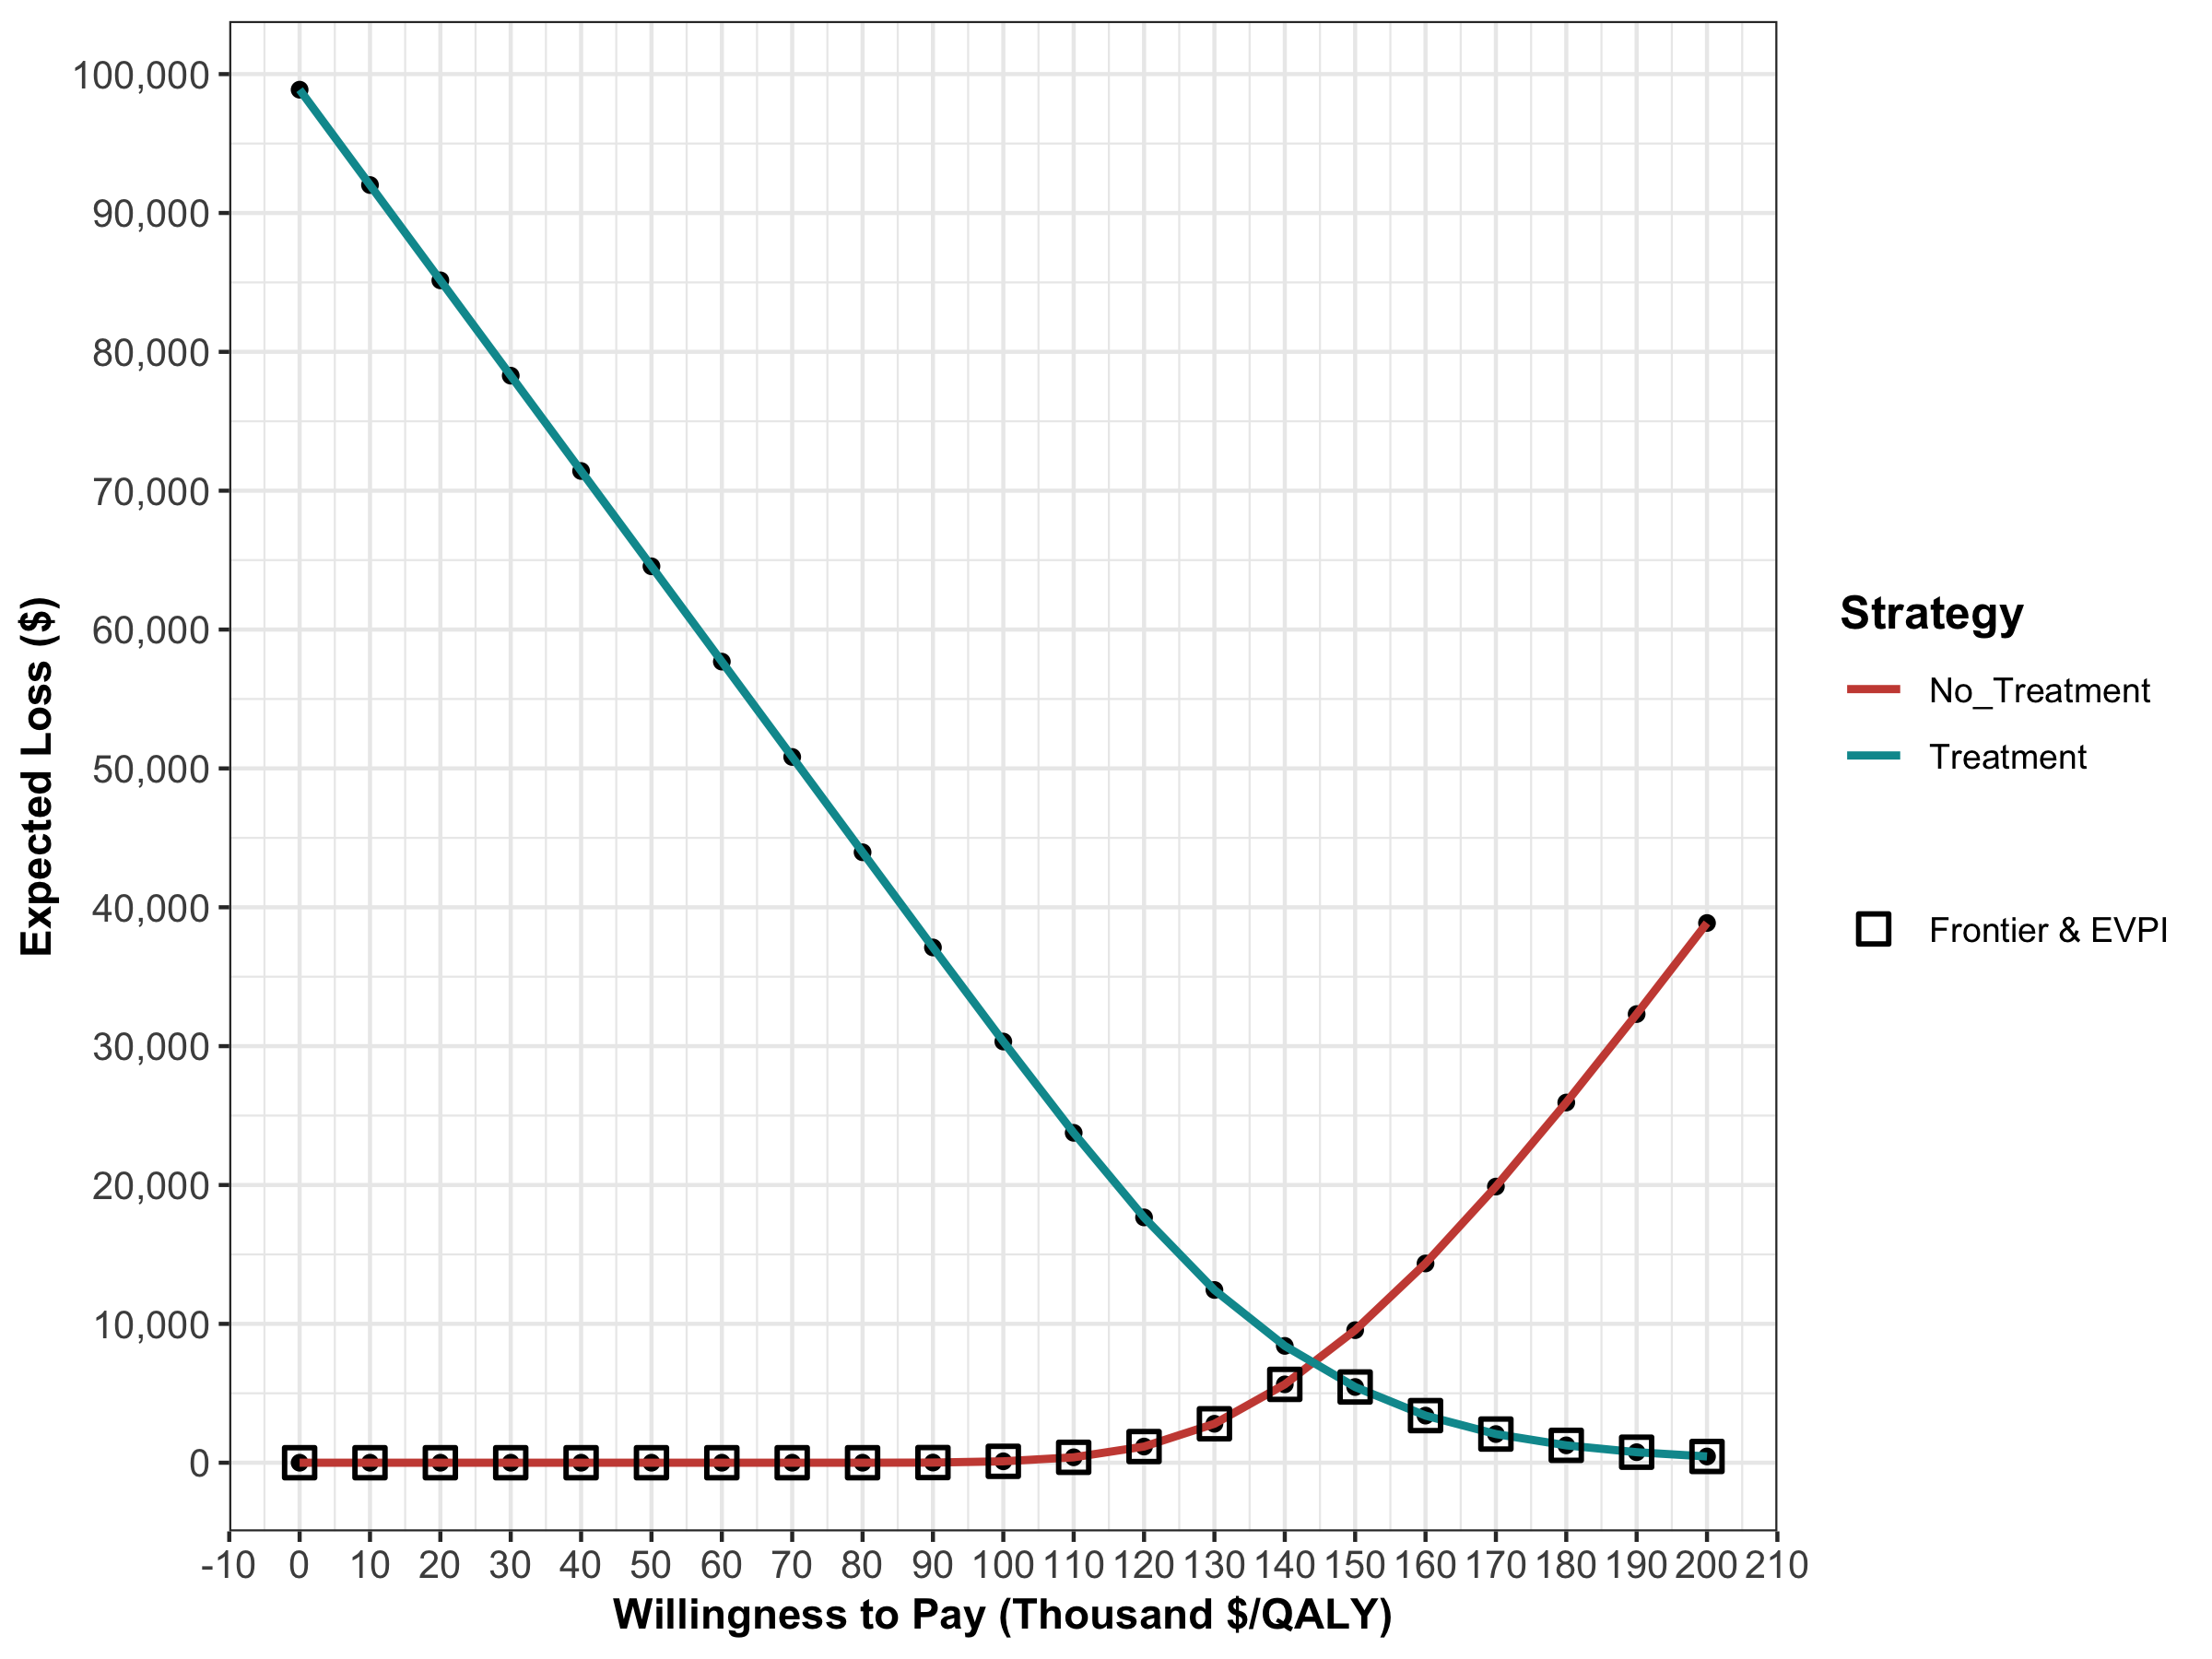 100,000
90,000
80,000
70,000
60,000
50,000
40,000
30,000
20,000
10,000
0
Expected Loss ($)
-10 0 10 20 30 40 50 60 70 80 90 100 110 120 130 140 150 160 170 180 190 200 210
Willingness to Pay (Thousand $/QALY)
Strategy
No_Treatment
Treatment
Frontier & EVPI